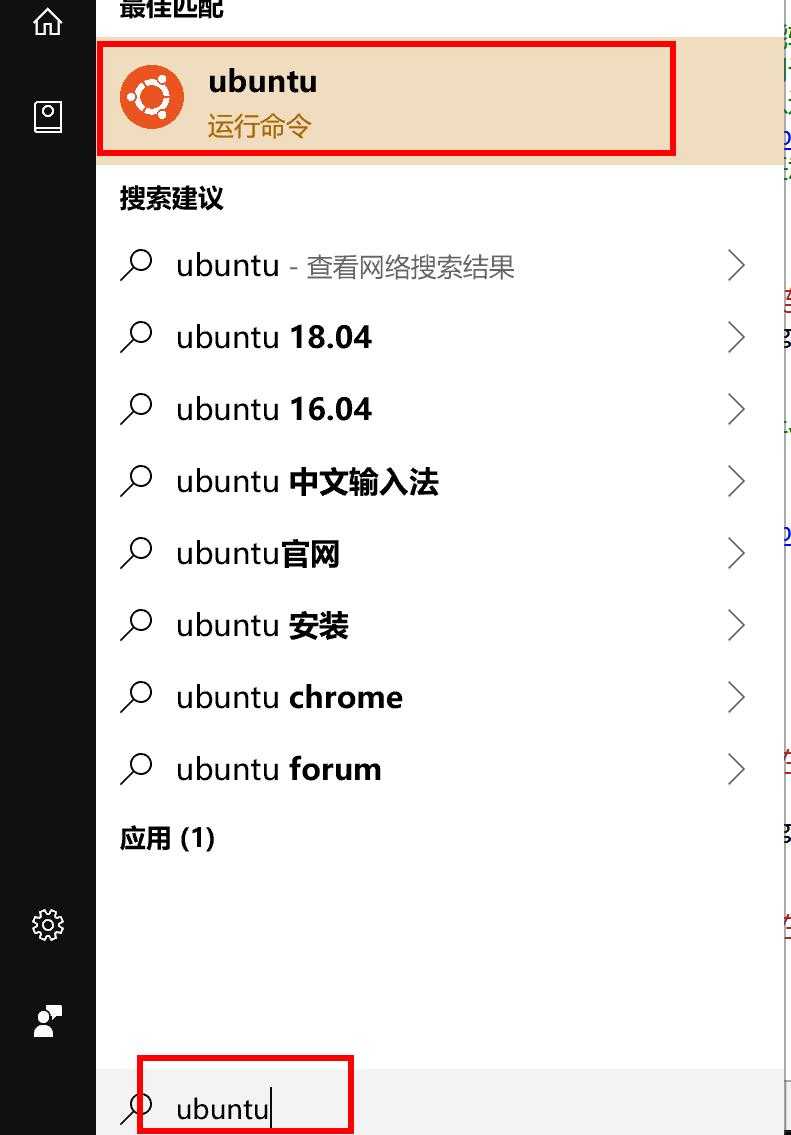 最佳匹配
ubuntu
运行命令
搜索建议
ubuntu - 查看网络搜索结果
ubuntu 18.04
ubuntu 16.04
ubuntu 中文输入法
ubuntu官网
ubuntu 安装
ubuntu chrome
ubuntu forum
应用 (1)
ubuntu